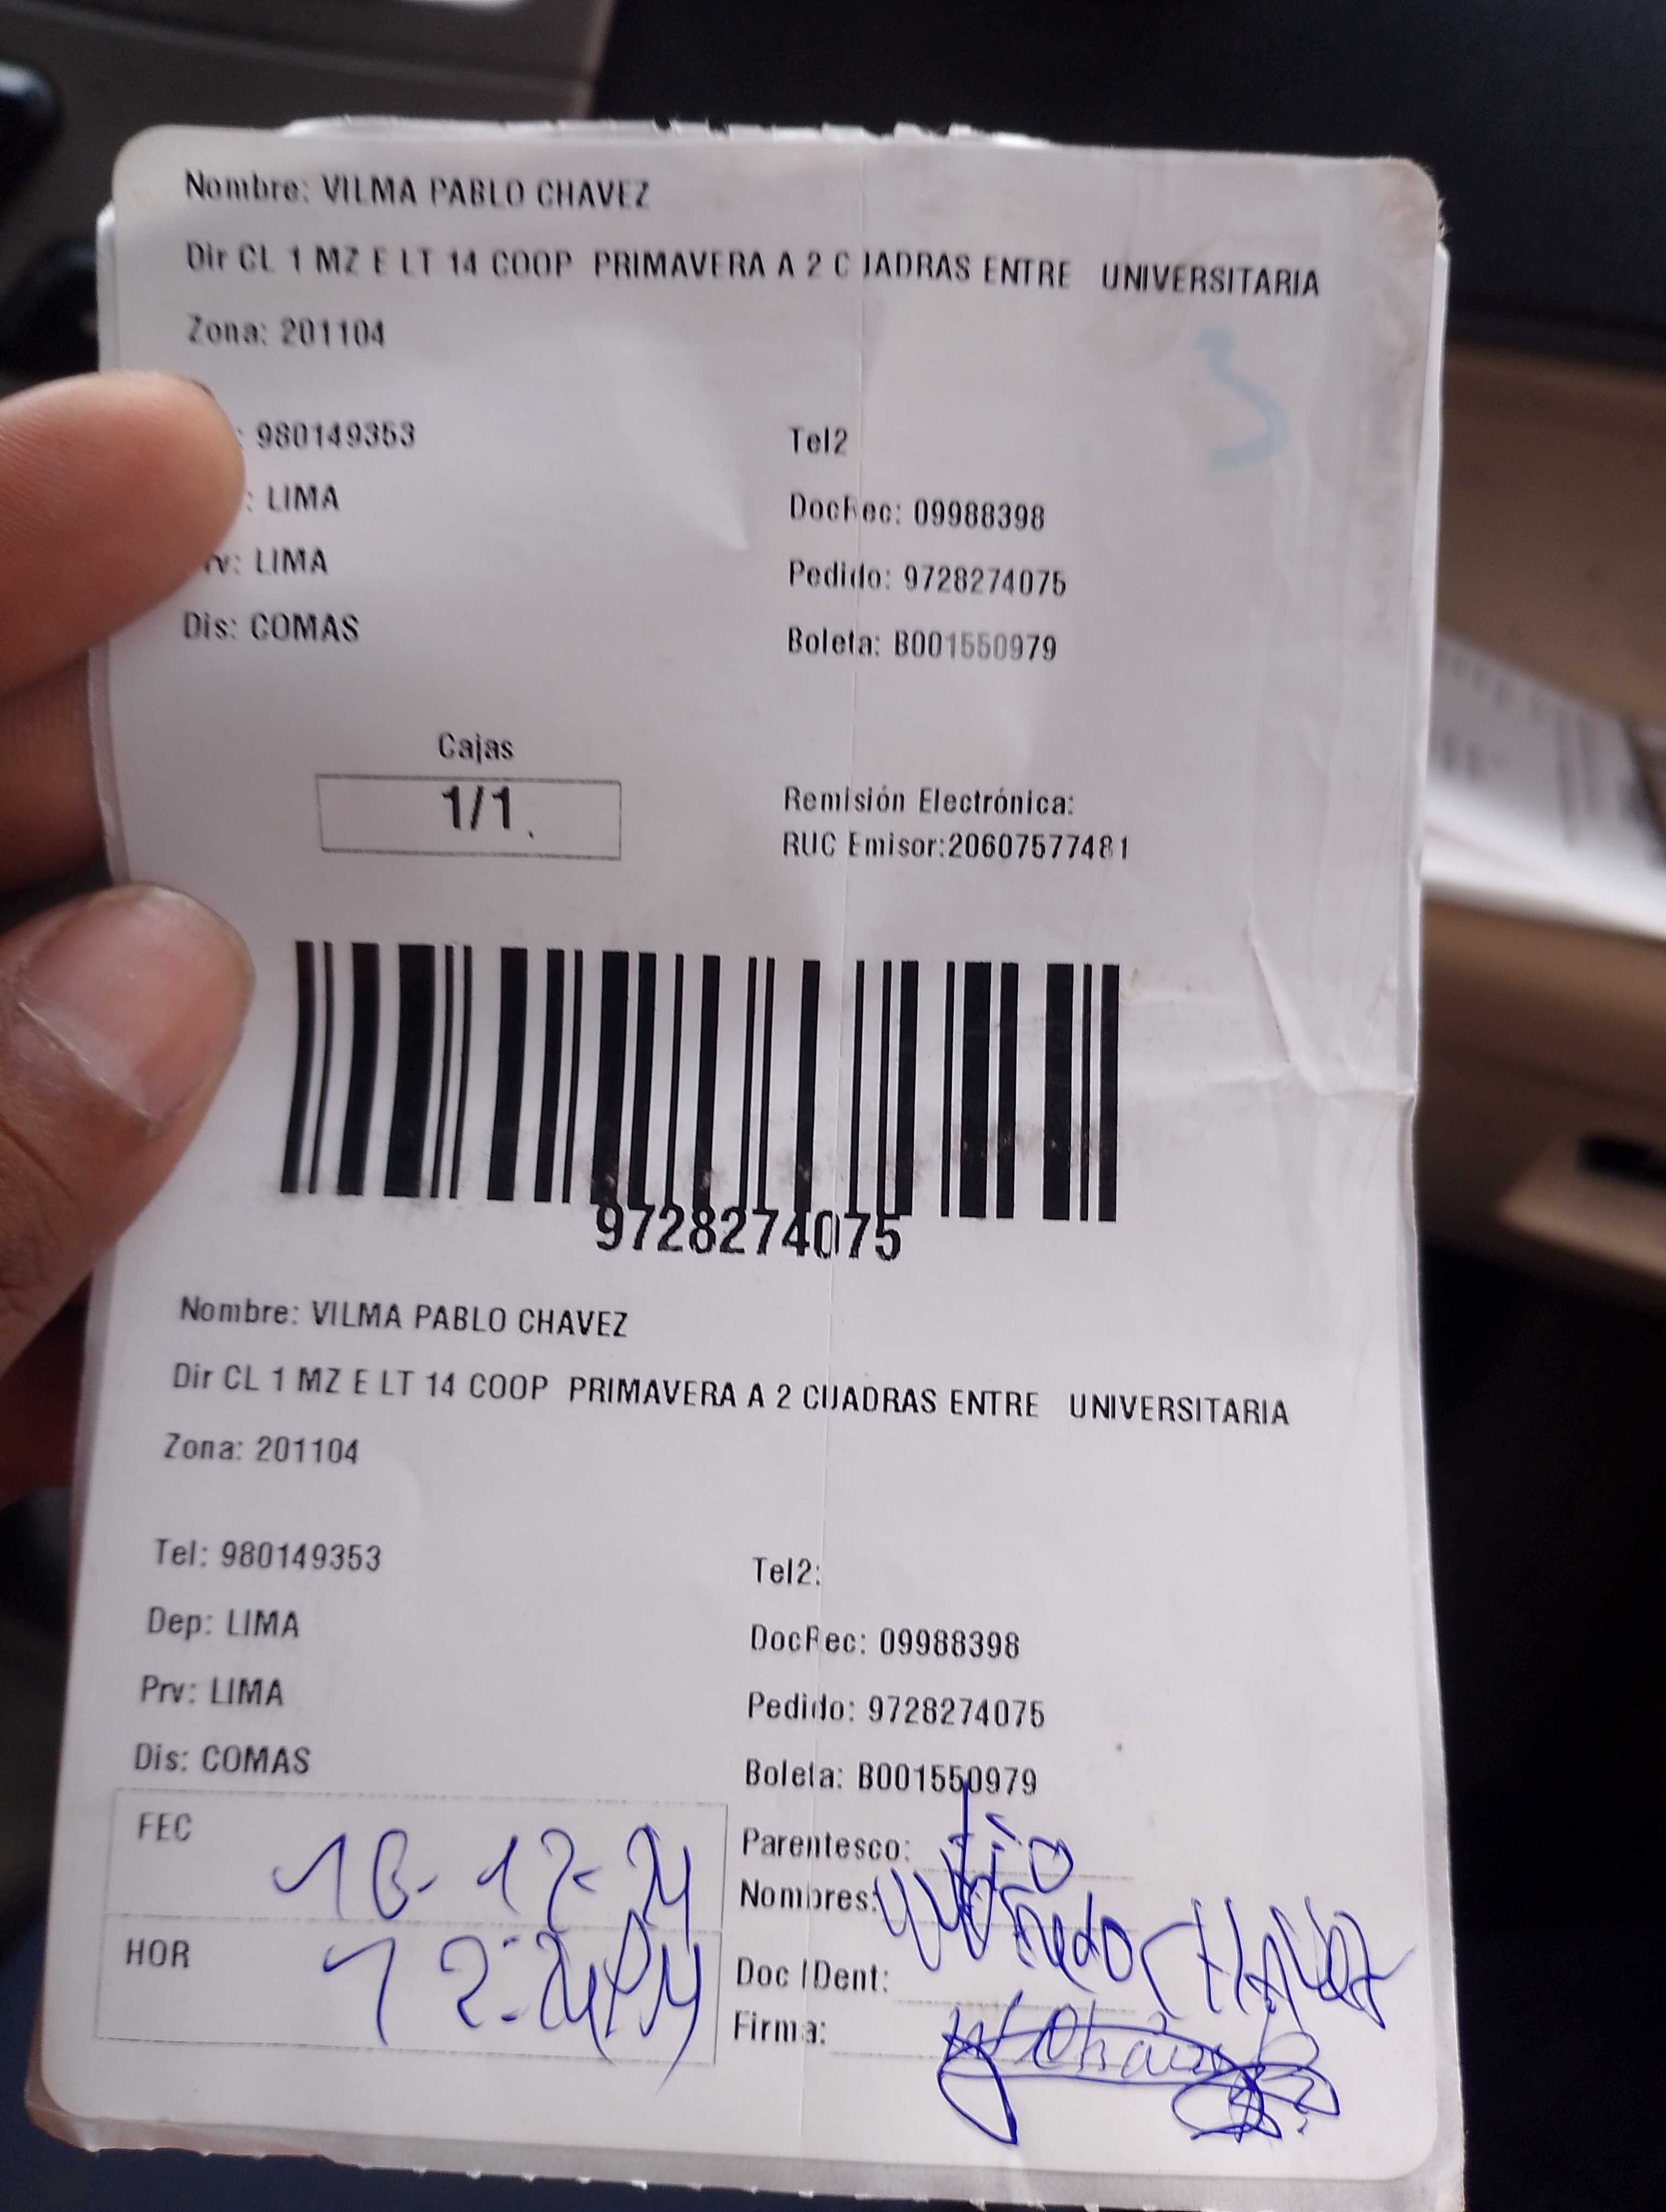 Nombre: VILMA PABLO CHAVEZ
Dir CL 1 MZ E LT 14 COOP PRIMAVERA A 2 CUADRAS ENTRE UNIVERSITARIA
Zona: 201104
: 980149353 Tel2
: LIMA DocRec: 09988398
rv: LIMA Pedido: 9728274075
Dis: COMAS Boleta: B001550979
Cajas
1/1
Remisión Electrónica:
RUC Emisor:20607577481
9728274075
Nombre: VILMA PABLO CHAVEZ
Dir CL 1 MZ E LT 14 COOP PRIMAVERA A 2 CUADRAS ENTRE UNIVERSITARIA
Zona: 201104
Tel: 980149353 Tel2:
Dep: LIMA DocRec: 09988398
Prv: LIMA Pedido: 9728274075
Dis: COMAS Boleta: B001550979
FEC
HOR
Parentesco: tio
Nombres:
Doc IDent:
Firma: